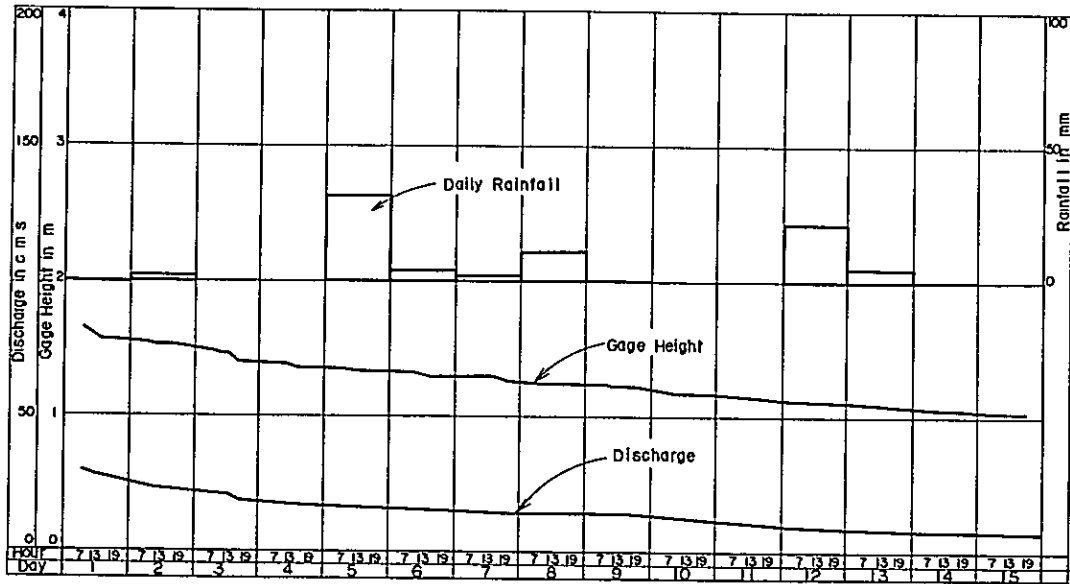 200
4
100
150
3
50
Daily Rainfall
2
0
Gage Height
50
1
Discharge
0
0
Discharge in c m s
Gage Height in m
Rainfall in mm
Hour 7 13 19 7 13 19 7 13 19 7 13 19 7 13 19 7 13 19 7 13 19 7 13 19 7 13 19 7 13 19 7 13 19 7 13 19 7 13 19 7 13 19 7 13 19
Day 1 2 3 4 5 6 7 8 9 10 11 12 13 14 15